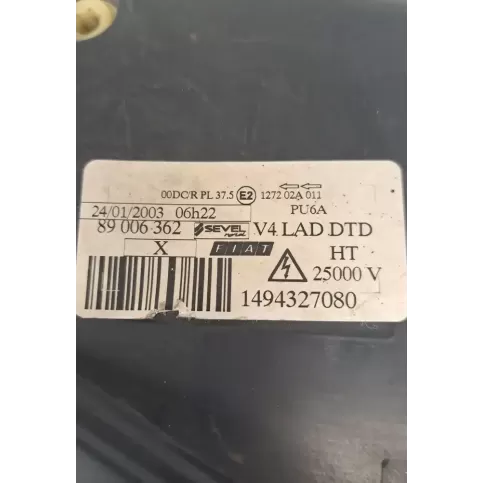 00DC/R PL 37.5 E2 1272 02A 011
24/01/2003 06h22 PU6A
89 006 362 SEVEL V4 LAD DTD
X FIAT HT
25000 V
1494327080